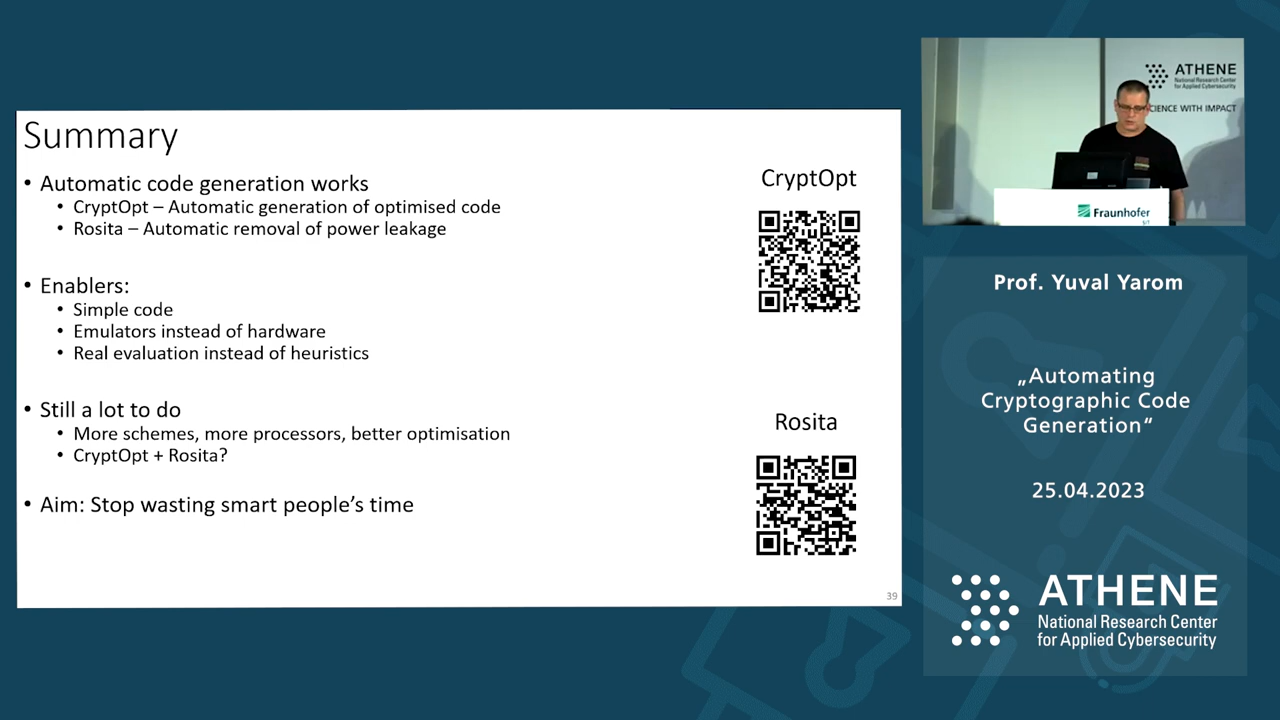 Summary
• Automatic code generation works
• CryptOpt – Automatic generation of optimised code
• Rosita – Automatic removal of power leakage
• Enablers:
• Simple code
• Emulators instead of hardware
• Real evaluation instead of heuristics
• Still a lot to do
• More schemes, more processors, better optimisation
• CryptOpt + Rosita?
• Aim: Stop wasting smart people’s time
CryptOpt
Rosita
39
ATHENE
National Research Center
for Applied Cybersecurity
CIENCE WITH IMPACT
Fraunhofer
SIT
Prof. Yuval Yarom
„Automating
Cryptographic Code
Generation“
25.04.2023
ATHENE
National Research Center
for Applied Cybersecurity